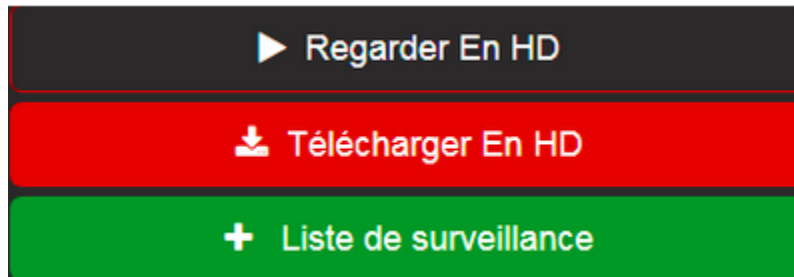 Regarder En HD
Télécharger En HD
Liste de surveillance